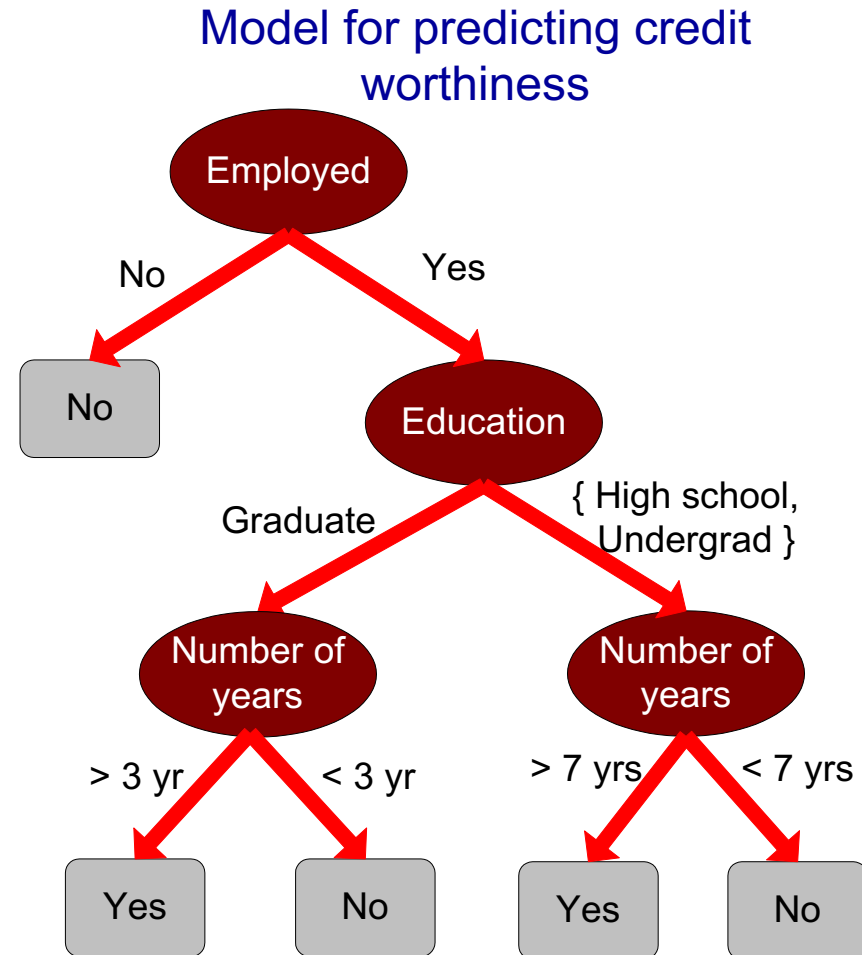 Model for predicting credit
worthiness
Employed
No
Yes
No
Education
Graduate
{ High school,
Undergrad }
Number of
years
Number of
years
> 3 yr
< 3 yr
> 7 yrs
< 7 yrs
Yes
No
Yes
No